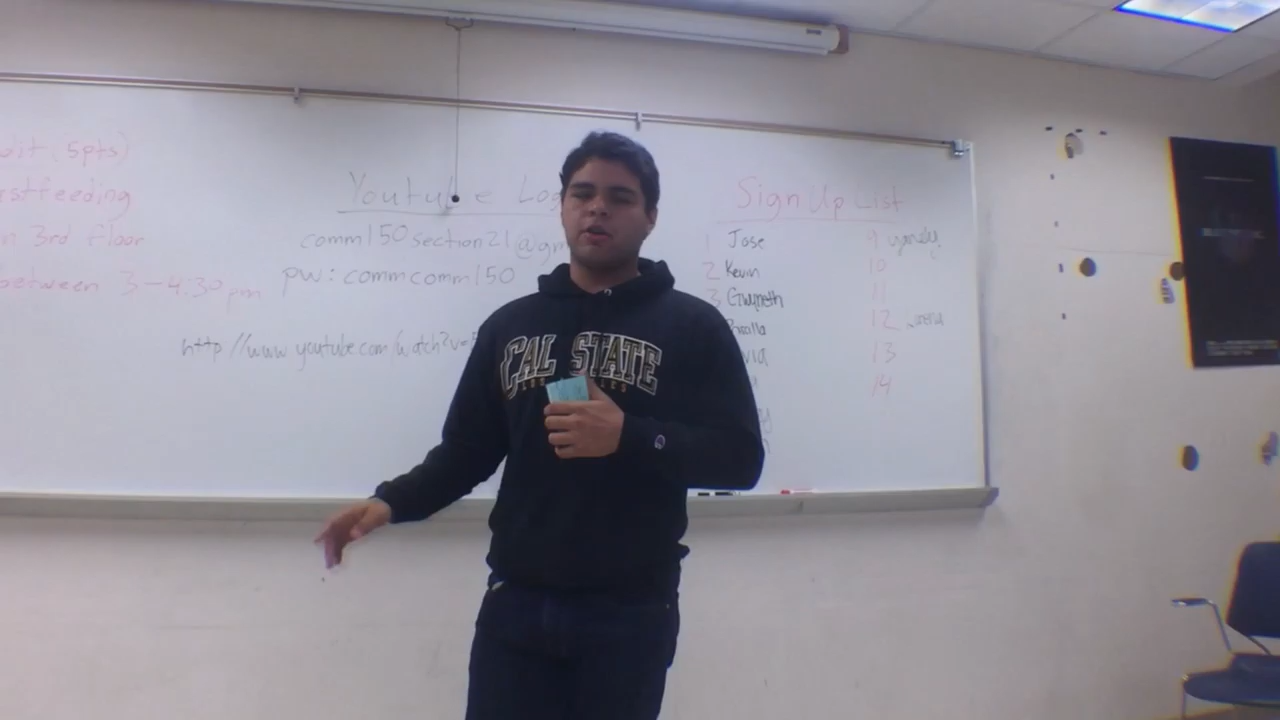 dit (5pts)
stfeeding
n 3rd floor
between 3-4:30 pm
Youtube Log
comm150section21@gm
pw: commcomm150
http://www.youtube.com/watch?v=
Sign Up List
1 Jose
2 Kevin
3 Gwyneth
9
10
11
12
13
14
CAL STATE